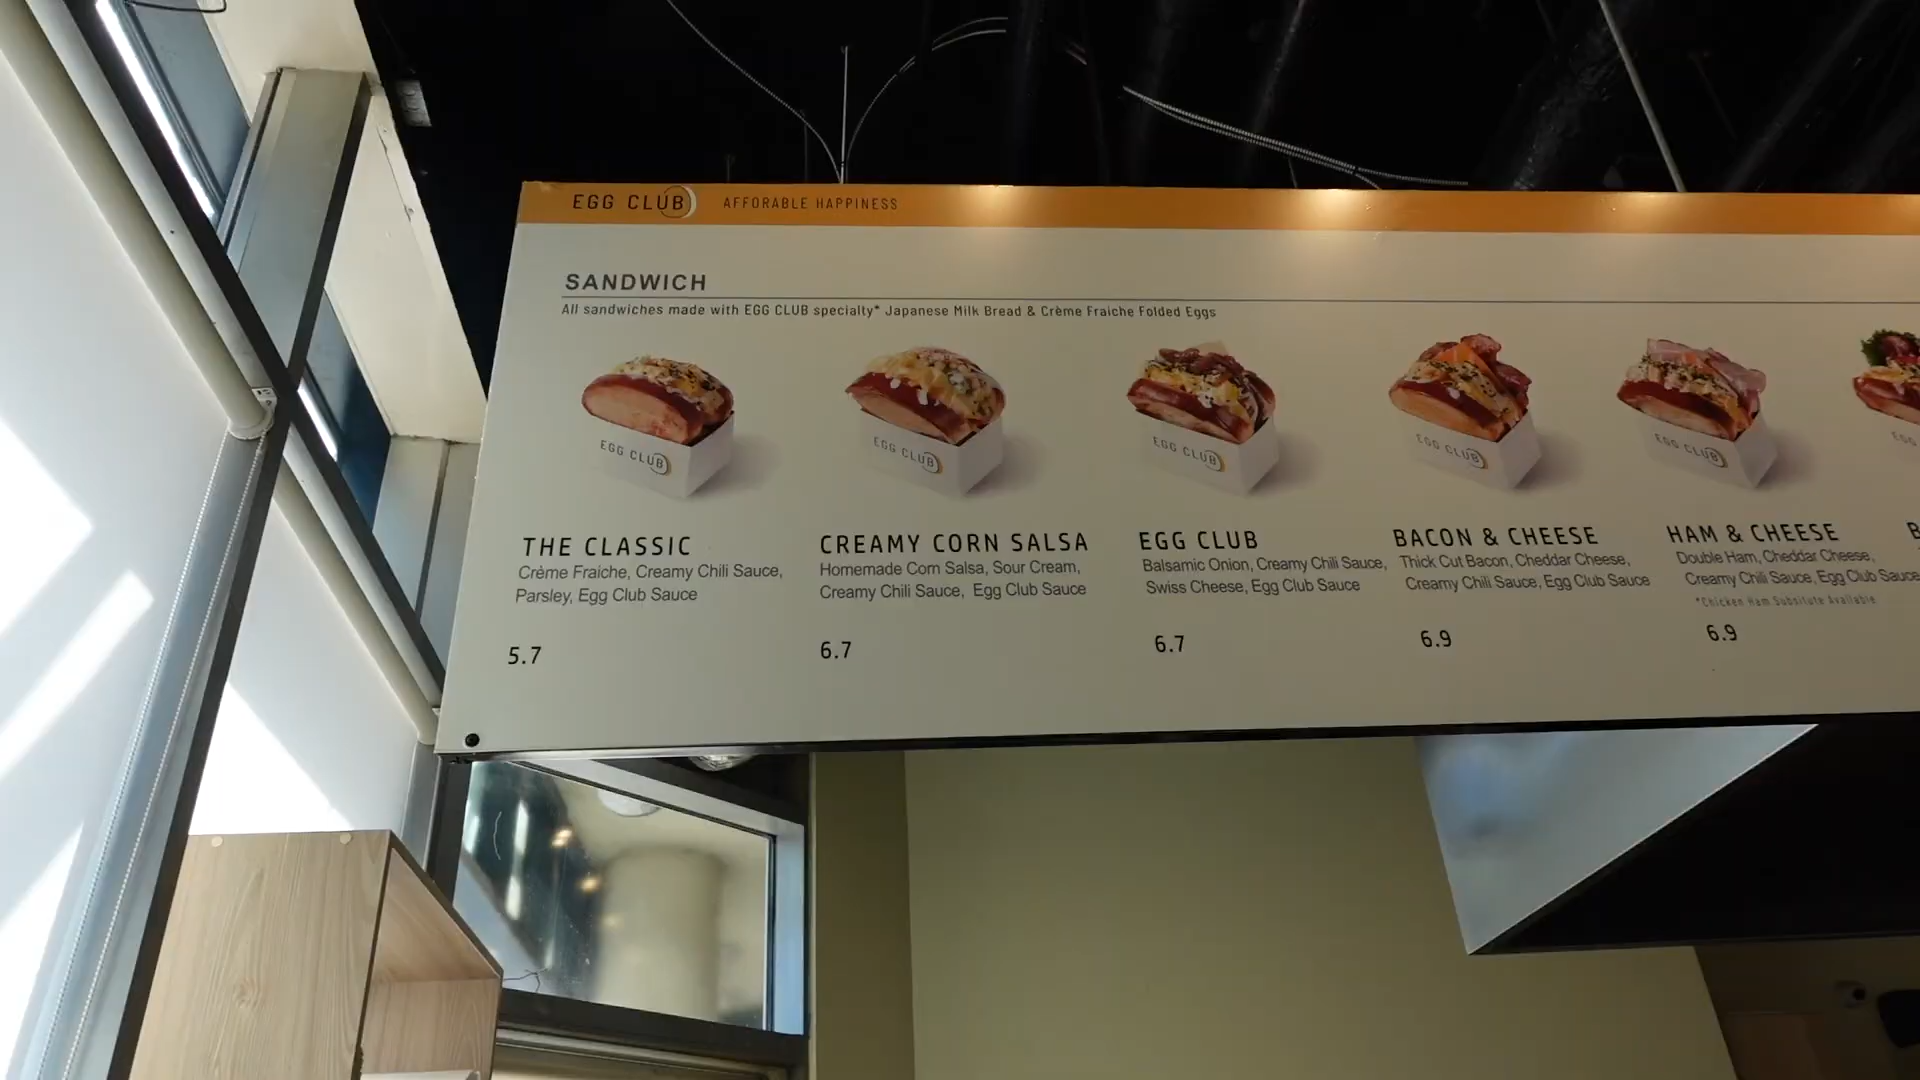 EGG CLUB AFFORABLE HAPPINESS
SANDWICH
All sandwiches made with EGG CLUB specialty* Japanese Milk Bread & Crème Fraiche Folded Eggs
EGG CLUB
EGG CLUB
EGG CLUB
EGG CLUB
EGG CLUB
EGG
THE CLASSIC
Crème Fraiche, Creamy Chili Sauce,
Parsley, Egg Club Sauce
5.7
CREAMY CORN SALSA
Homemade Corn Salsa, Sour Cream,
Creamy Chili Sauce, Egg Club Sauce
6.7
EGG CLUB
Balsamic Onion, Creamy Chili Sauce,
Swiss Cheese, Egg Club Sauce
6.7
BACON & CHEESE
Thick Cut Bacon, Cheddar Cheese,
Creamy Chili Sauce, Egg Club Sauce
6.9
HAM & CHEESE
Double Ham, Cheddar Cheese,
Creamy Chili Sauce, Egg Club Sauce
*Chicken Ham Subsitute Available
6.9